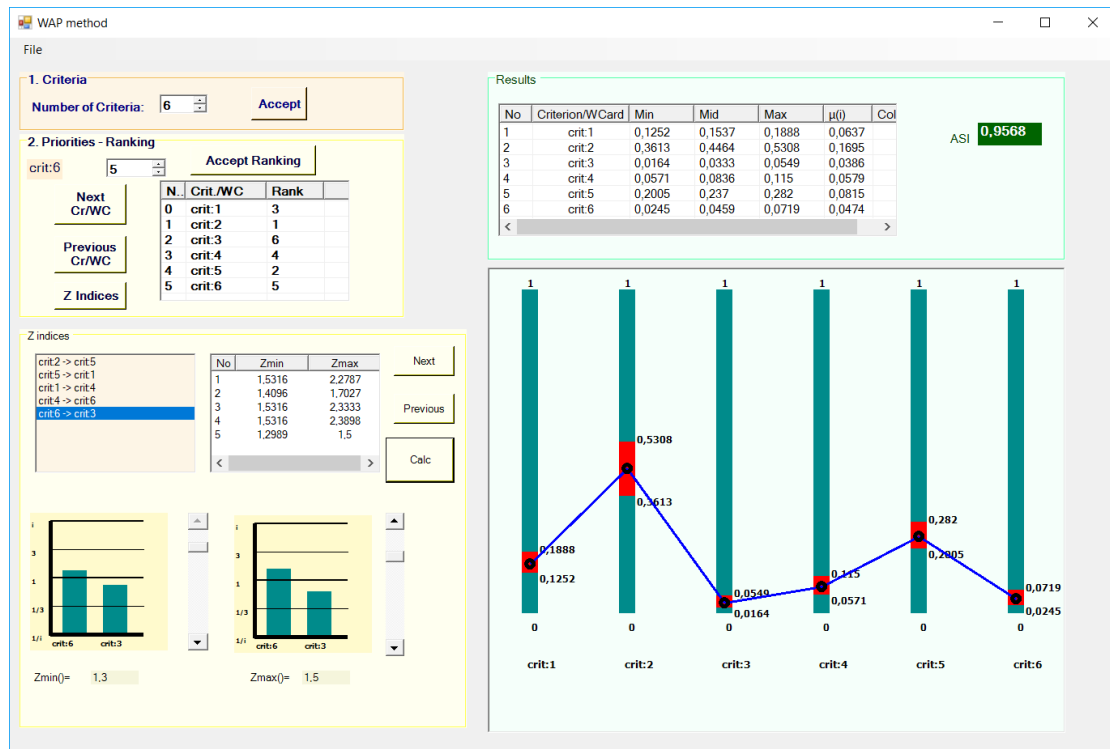 WAP method
File
1. Criteria
Number of Criteria: 6 Accept
2. Priorities - Ranking
crit:6 5 Accept Ranking
Next Cr/WC
Previous Cr/WC
Z Indices
N.. Crit./WC Rank
0 crit:1 3
1 crit:2 1
2 crit:3 6
3 crit:4 4
4 crit:5 2
5 crit:6 5
Z indices
crit:2 -> crit:5
crit:5 -> crit:1
crit:1 -> crit:4
crit:4 -> crit:6
crit:6 -> crit:3
No Zmin Zmax
1 1,5316 2,2787
2 1,4096 1,7027
3 1,5316 2,3333
4 1,5316 2,3898
5 1,2989 1,5
Next
Previous
Calc
i
3
1
1/3
1/i
crit:6 crit:3
i
3
1
1/3
1/i
crit:6 crit:3
Zmin()= 1,3
Zmax()= 1,5
Results
No Criterion/WCard Min Mid Max μ(i) Col
1 crit:1 0,1252 0,1537 0,1888 0,0637
2 crit:2 0,3613 0,4464 0,5308 0,1695
3 crit:3 0,0164 0,0333 0,0549 0,0386
4 crit:4 0,0571 0,0836 0,115 0,0579
5 crit:5 0,2005 0,237 0,282 0,0815
6 crit:6 0,0245 0,0459 0,0719 0,0474
ASI 0,9568
1 1 1 1 1 1
0,5308
0,3613
0,282
0,2005
0,1888
0,1252
0,115
0,0571
0,0549
0,0164
0,0719
0,0245
0 0 0 0 0 0
crit:1 crit:2 crit:3 crit:4 crit:5 crit:6